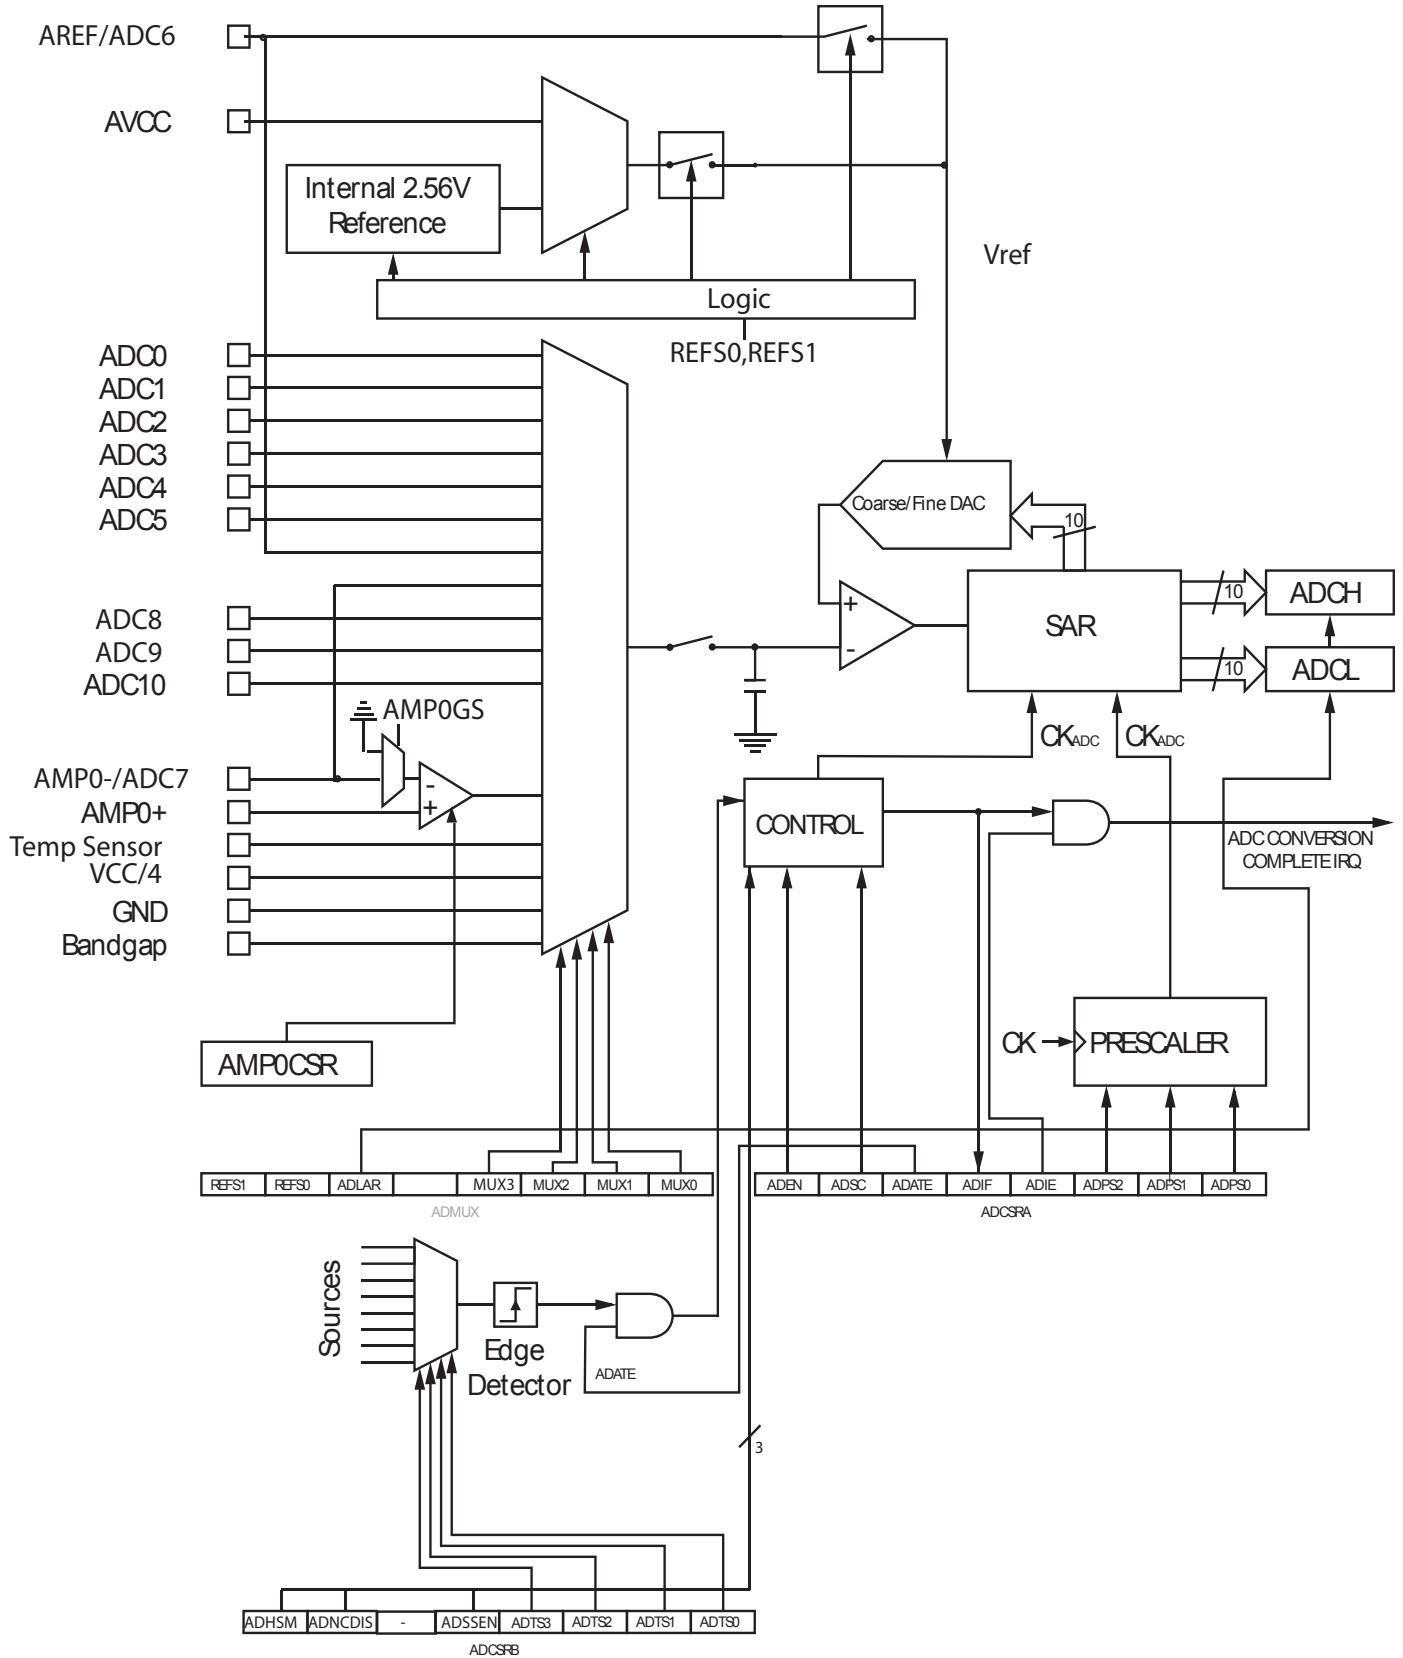 AREF/ADC6
AVCC
Internal 2.56V
Reference
Vref
Logic
REFS0,REFS1
ADC0
ADC1
ADC2
ADC3
ADC4
ADC5
Coarse/Fine DAC
10
SAR
10
ADCH
10
ADCL
+
-
ADC8
ADC9
ADC10
AMP0GS
CKADC
CKADC
AMP0-/ADC7
AMP0+
-
+
Temp Sensor
VCC/4
GND
Bandgap
CONTROL
ADC CONVERSION
COMPLETE IRQ
CK
PRESCALER
AMP0CSR
REFS1
REFS0
ADLAR
MUX3
MUX2
MUX1
MUX0
ADMUX
ADEN
ADSC
ADATE
ADIF
ADIE
ADPS2
ADPS1
ADPS0
ADCSRA
Sources
Edge
Detector
ADATE
3
ADHSM
ADNCDIS
-
ADSSEN
ADTS3
ADTS2
ADTS1
ADTS0
ADCSRB